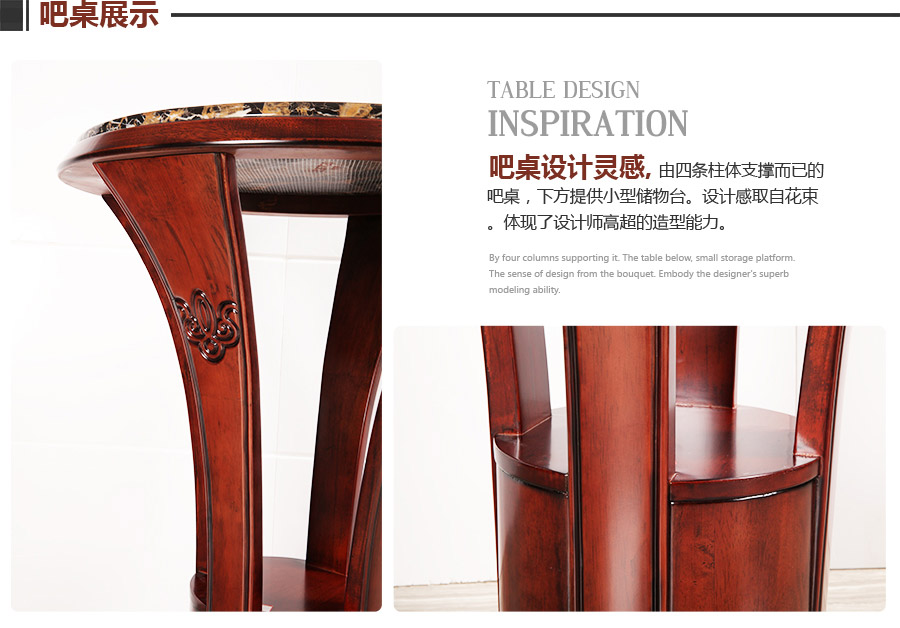 吧桌展示
TABLE DESIGN
INSPIRATION
吧桌设计灵感, 由四条柱体支撑而已的
吧桌，下方提供小型储物台。设计感取自花束
。体现了设计师高超的造型能力。
By four columns supporting it. The table below, small storage platform.
The sense of design from the bouquet. Embody the designer's superb
modeling ability.